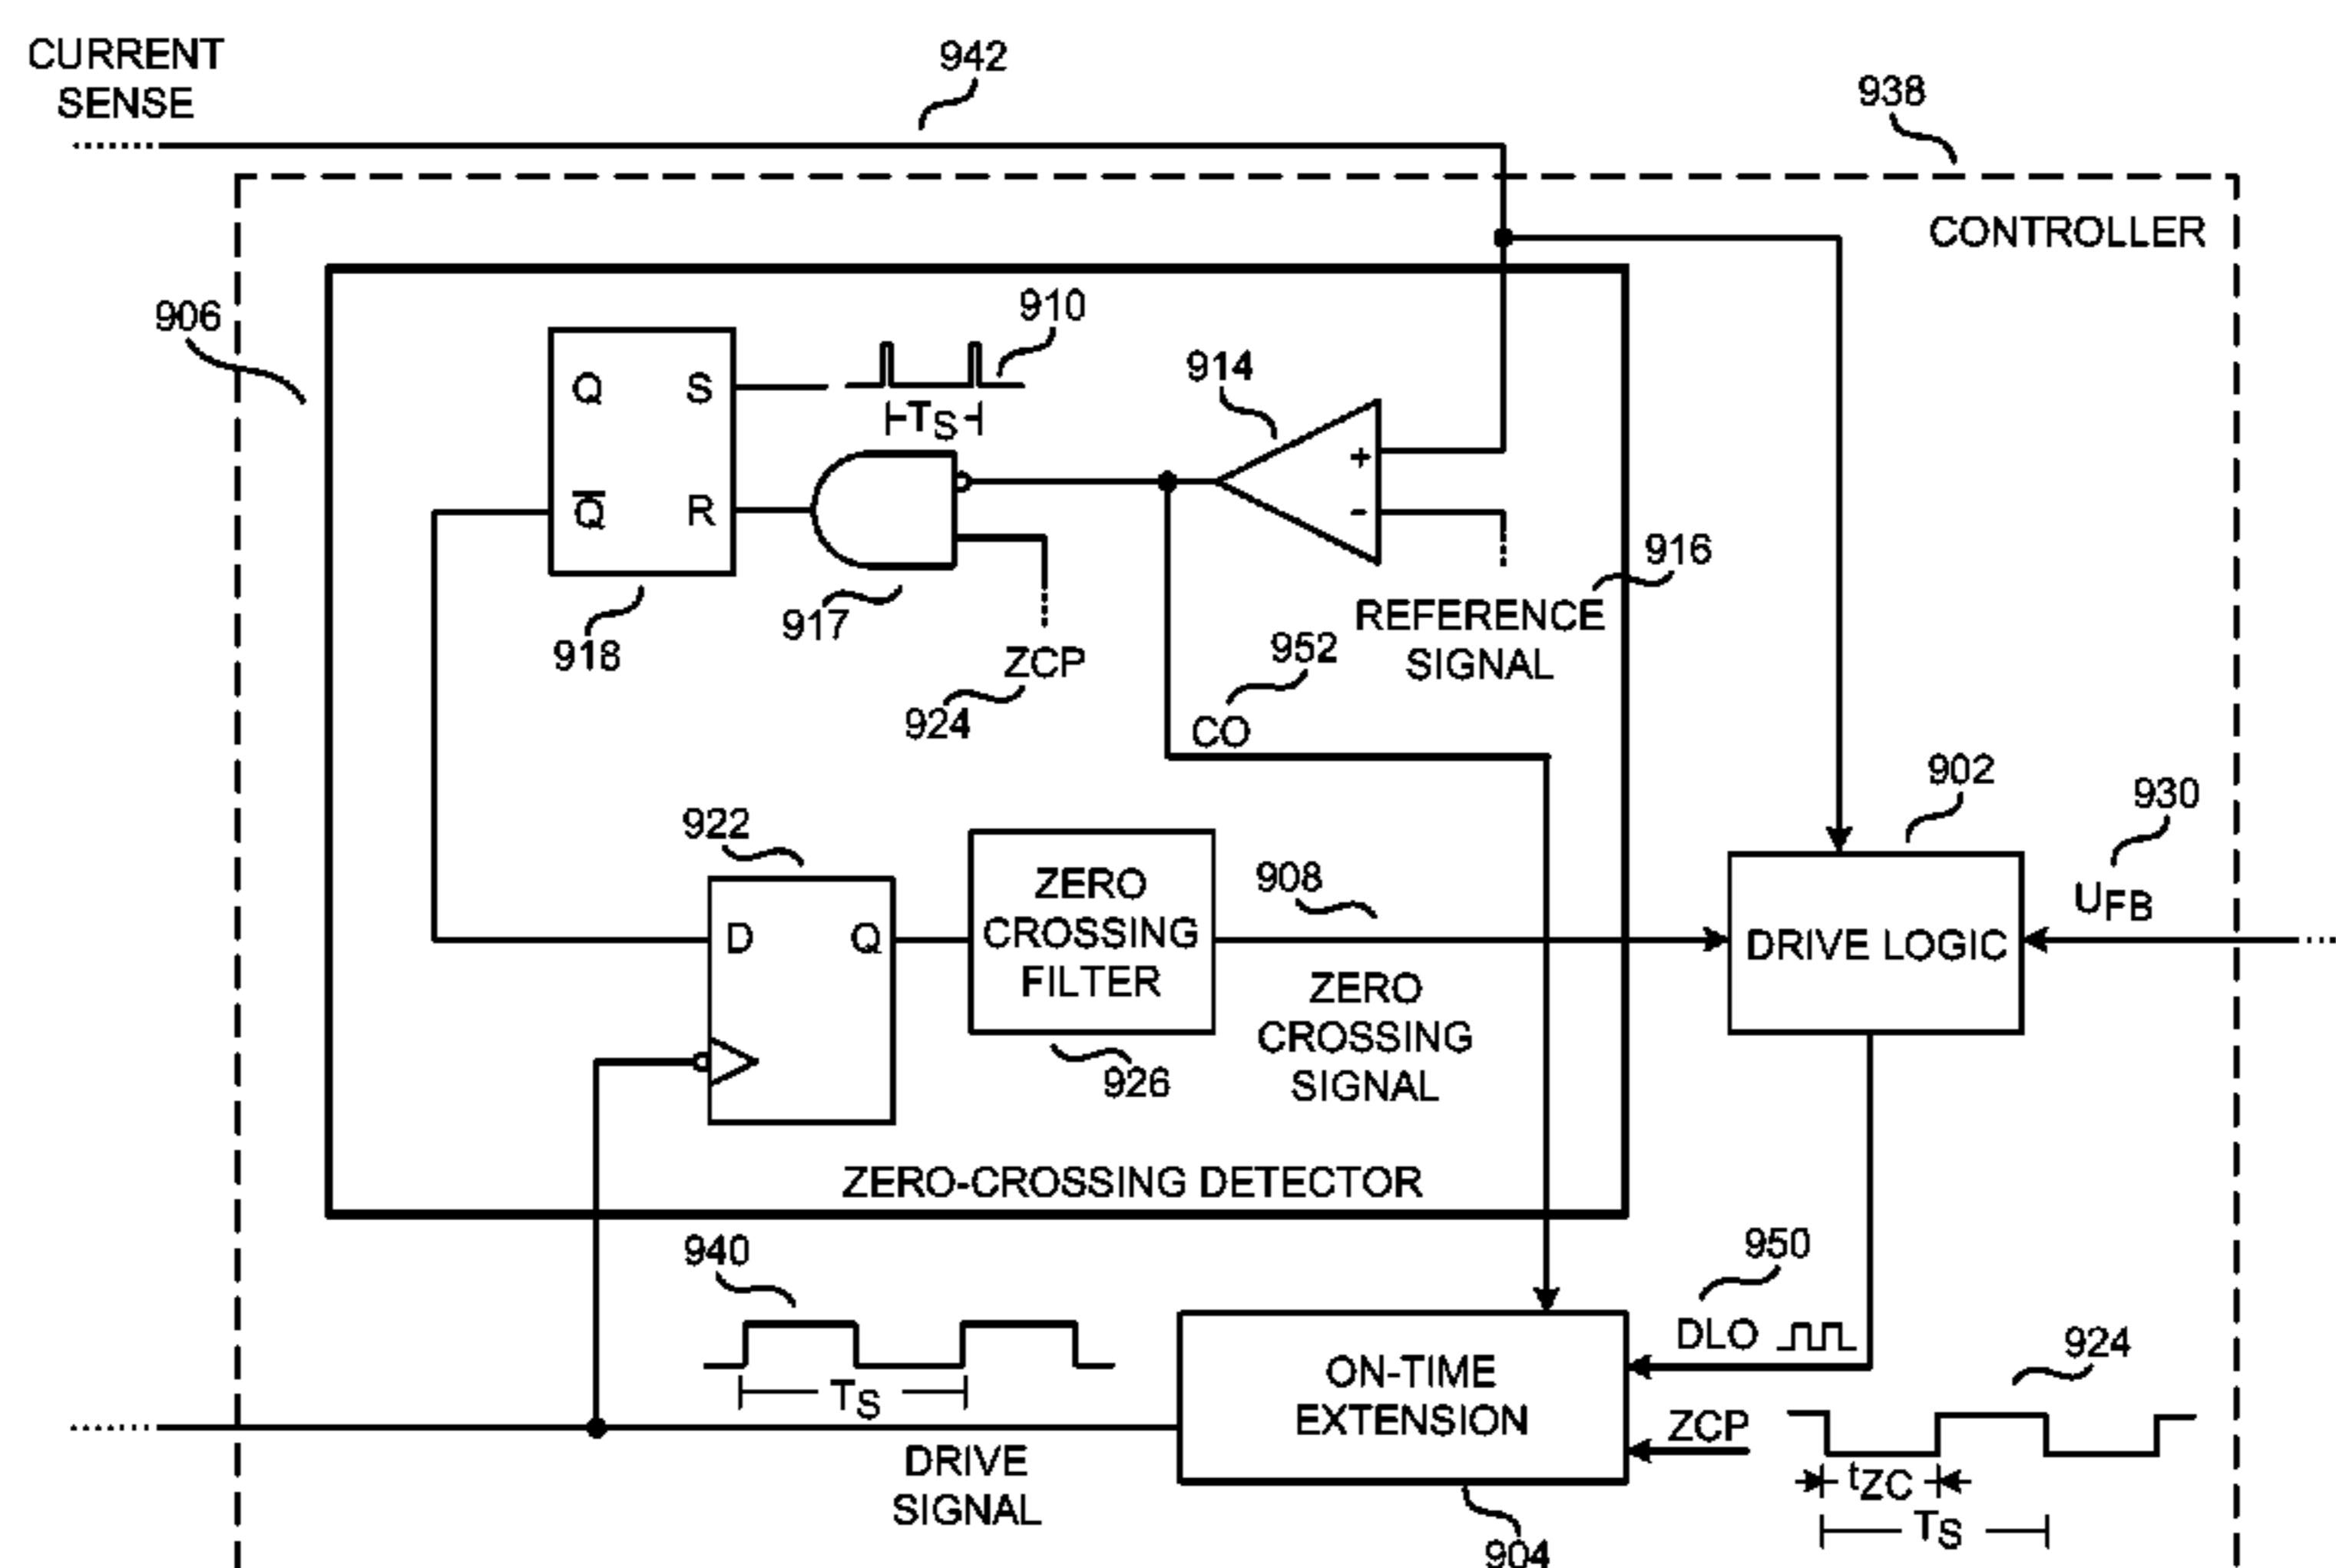 CURRENT
SENSE
942
938
CONTROLLER
906
910
Q
S
TS
914
+
-
Q
R
917
918
ZCP
924
916
REFERENCE
SIGNAL
952
CO
902
930
UFB
922
D
Q
ZERO
CROSSING
FILTER
926
908
ZERO
CROSSING
SIGNAL
DRIVE LOGIC
ZERO-CROSSING DETECTOR
940
TS
950
DLO
924
ON-TIME
EXTENSION
ZCP
tZC
TS
DRIVE
SIGNAL
904